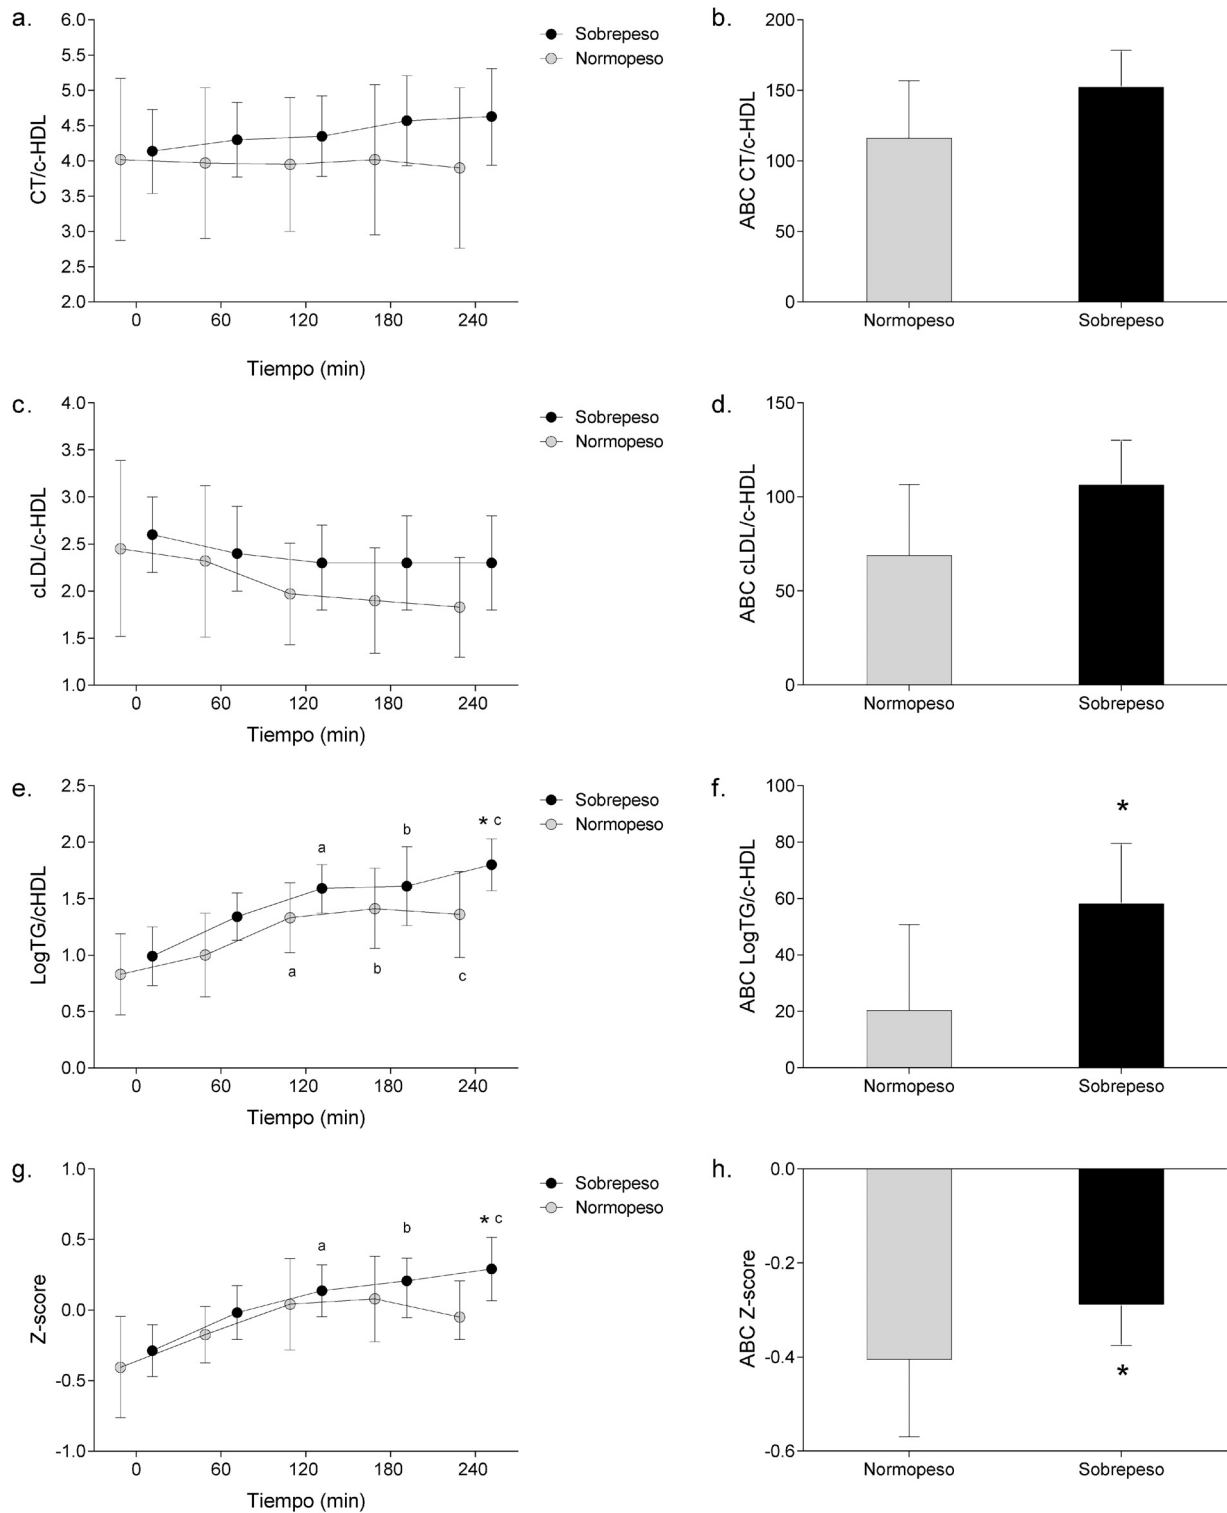 a.
CT/c-HDL
6.0
5.5
5.0
4.5
4.0
3.5
3.0
2.5
2.0
0 60 120 180 240
Tiempo (min)
Sobrepeso
Normopeso
b.
ABC CT/c-HDL
200
150
100
50
0
Normopeso Sobrepeso
c.
cLDL/c-HDL
4.0
3.5
3.0
2.5
2.0
1.5
1.0
0 60 120 180 240
Tiempo (min)
Sobrepeso
Normopeso
d.
ABC cLDL/c-HDL
150
100
50
0
Normopeso Sobrepeso
e.
LogTG/cHDL
2.5
2.0
1.5
1.0
0.5
0.0
a b * c
a b c
0 60 120 180 240
Tiempo (min)
Sobrepeso
Normopeso
f.
ABC LogTG/c-HDL
100
80
60
40
20
0
*
Normopeso Sobrepeso
g.
Z-score
1.0
0.5
0.0
-0.5
-1.0
a b * c
0 60 120 180 240
Tiempo (min)
Sobrepeso
Normopeso
h.
ABC Z-score
0.0
-0.2
-0.4
-0.6
*
Normopeso Sobrepeso